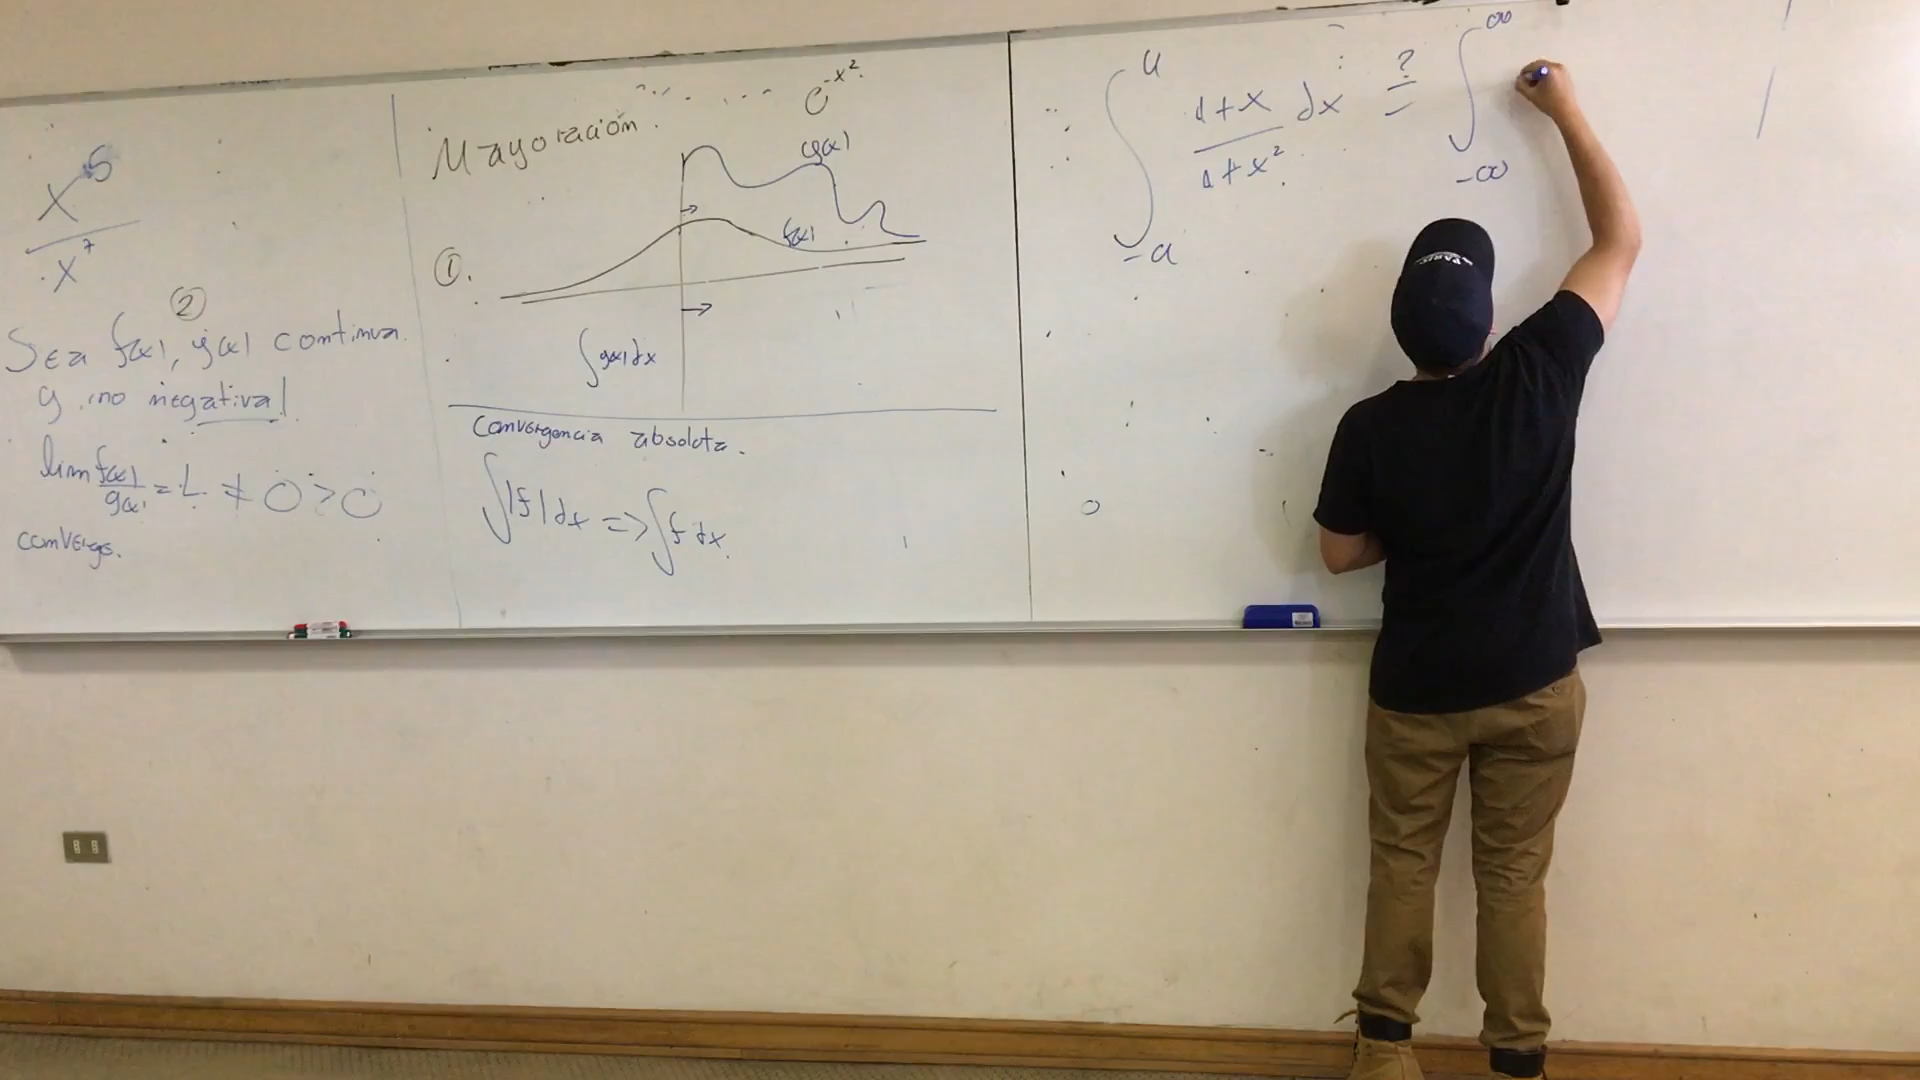 x^5
x^7
②
Sea f(x), g(x) continua.
y no negativa!
lim f(x)/g(x) = L ≠ 0 > 0
converge.
Mayoración.
e^-x²
g(x)
f(x)
①.
∫g(x)dx
Convergencia absoluta.
∫|f|dx => ∫f dx.
∫ a -a 1+x/1+x² dx =? ∫ ∞ -∞
PARIS